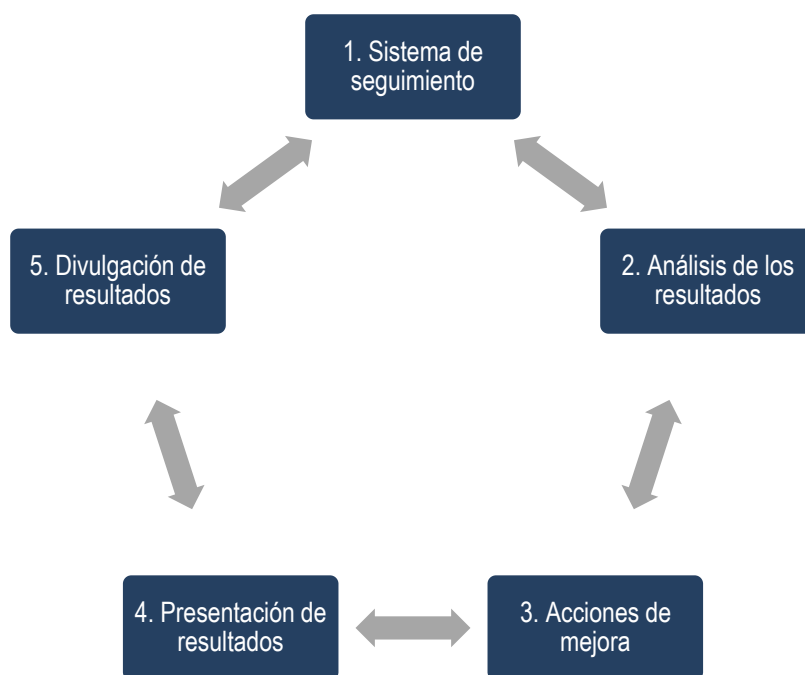 1. Sistema de
seguimiento
2. Análisis de los
resultados
3. Acciones de
mejora
4. Presentación de
resultados
5. Divulgación de
resultados